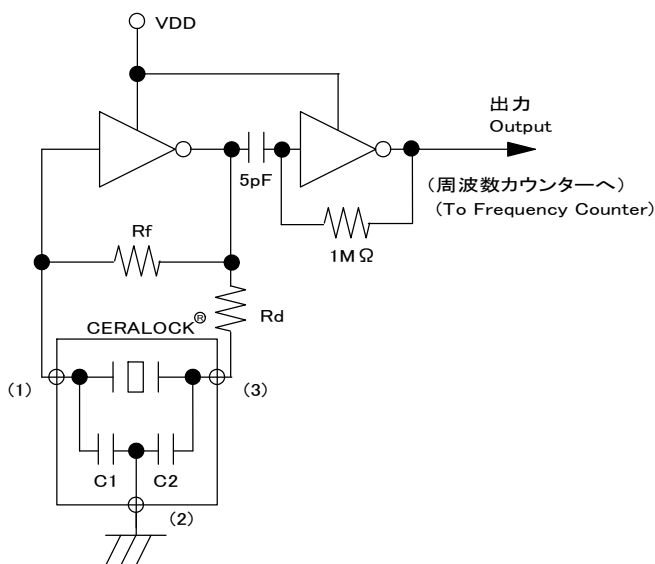 VDD
出力
Output
5pF
(周波数カウンターへ)
(To Frequency Counter)
Rf
1MΩ
Rd
CERALOCK®
(1)
(3)
C1
C2
(2)